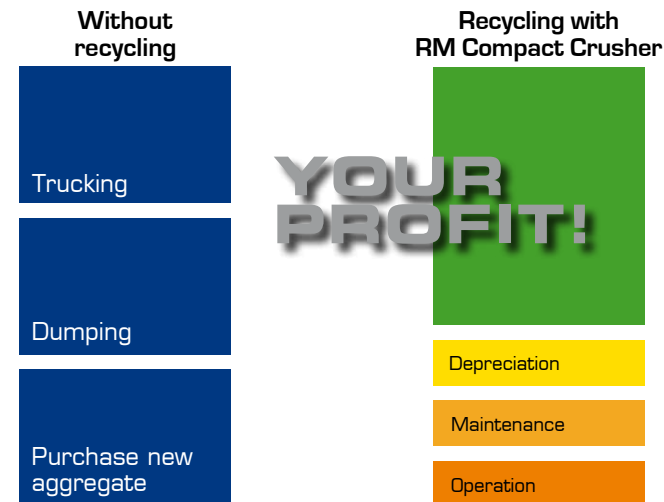 Without
recycling
Recycling with
RM Compact Crusher
Trucking
YOUR
PROFIT!
Dumping
Depreciation
Maintenance
Purchase new
aggregate
Operation